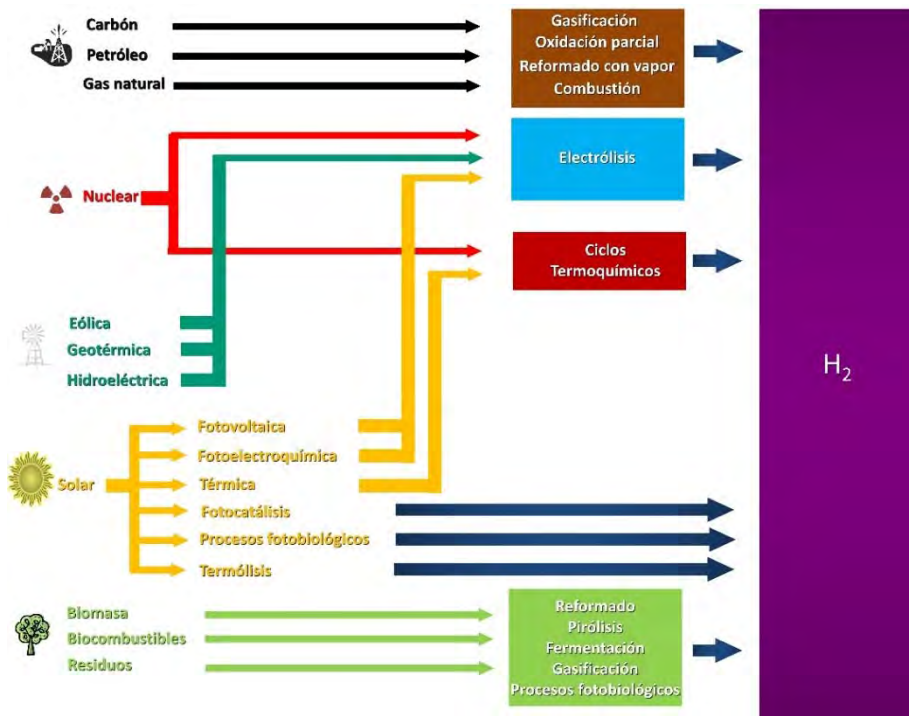 Carbón
Petróleo
Gas natural
Gasificación
Oxidación parcial
Reformado con vapor
Combustión
Nuclear
Electrólisis
Ciclos
Termoquímicos
Eólica
Geotérmica
Hidroeléctrica
H₂
Solar
Fotovoltaica
Fotoelectroquímica
Térmica
Fotocatálisis
Procesos fotobiológicos
Termólisis
Biomasa
Biocombustibles
Residuos
Reformado
Pirólisis
Fermentación
Gasificación
Procesos fotobiológicos